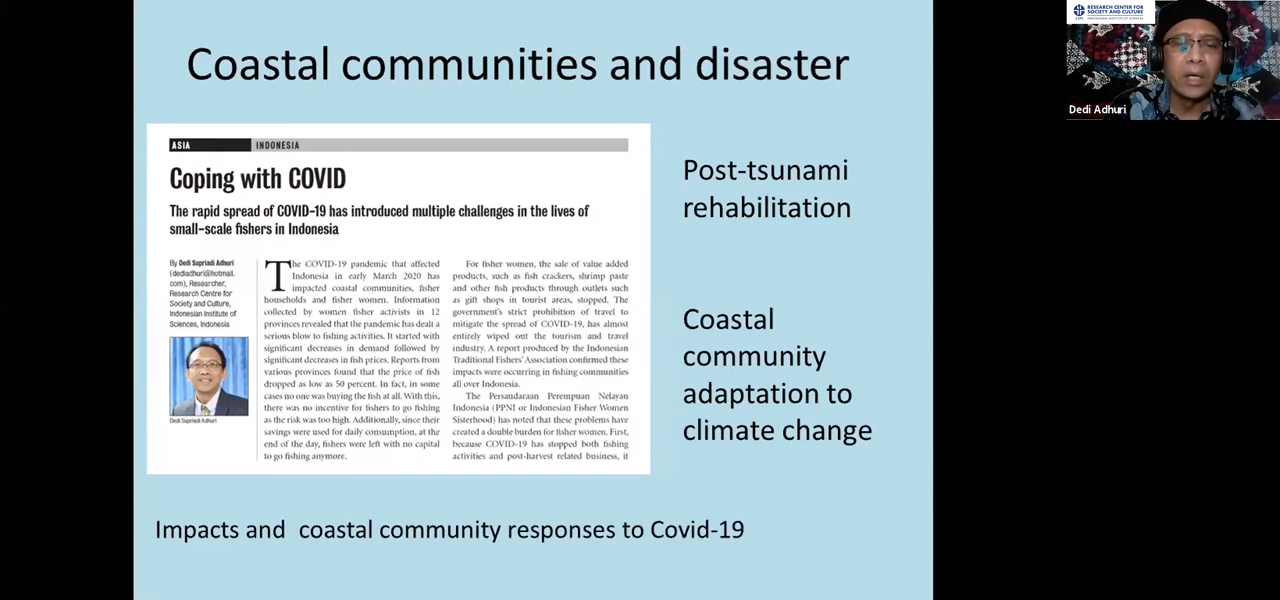 Coastal communities and disaster
ASIA INDONESIA
Coping with COVID
The rapid spread of COVID-19 has introduced multiple challenges in the lives of
small-scale fishers in Indonesia
By Dedi Supriadi Adhuri
(dediadhuri@hotmail.
com), Researcher,
Research Centre for
Society and Culture,
Indonesian Institute of
Sciences, Indonesia
Dedi Supriadi Adhuri
The COVID-19 pandemic that affected
Indonesia in early March 2020 has
impacted coastal communities, fisher
households and fisher women. Information
collected by women fisher activists in 12
provinces revealed that the pandemic has dealt a
serious blow to fishing activities. It started with
significant decreases in demand followed by
significant decreases in fish prices. Reports from
various provinces found that the price of fish
dropped as low as 50 percent. In fact, in some
cases no one was buying the fish at all. With this,
there was no incentive for fishers to go fishing
as the risk was too high. Additionally, since their
savings were used for daily consumption, at the
end of the day, fishers were left with no capital
to go fishing anymore.
For fisher women, the sale of value added
products, such as fish crackers, shrimp paste
and other fish products through outlets such
as gift shops in tourist areas, stopped. The
government's strict prohibition of travel to
mitigate the spread of COVID-19, has almost
entirely wiped out the tourism and travel
industry. A report produced by the Indonesian
Traditional Fishers' Association confirmed these
impacts were occurring in fishing communities
all over Indonesia.
The Persaudaraan Perempuan Nelayan
Indonesia (PPNI or Indonesian Fisher Women
Sisterhood) has noted that these problems have
created a double burden for fisher women. First,
because COVID-19 has stopped both fishing
activities and post-harvest related business, it
Post-tsunami
rehabilitation
Coastal
community
adaptation to
climate change
Impacts and coastal community responses to Covid-19
LIPI
RESEARCH CENTER FOR
SOCIETY AND CULTURE
INDONESIAN INSTITUTE OF SCIENCES
Dedi Adhuri